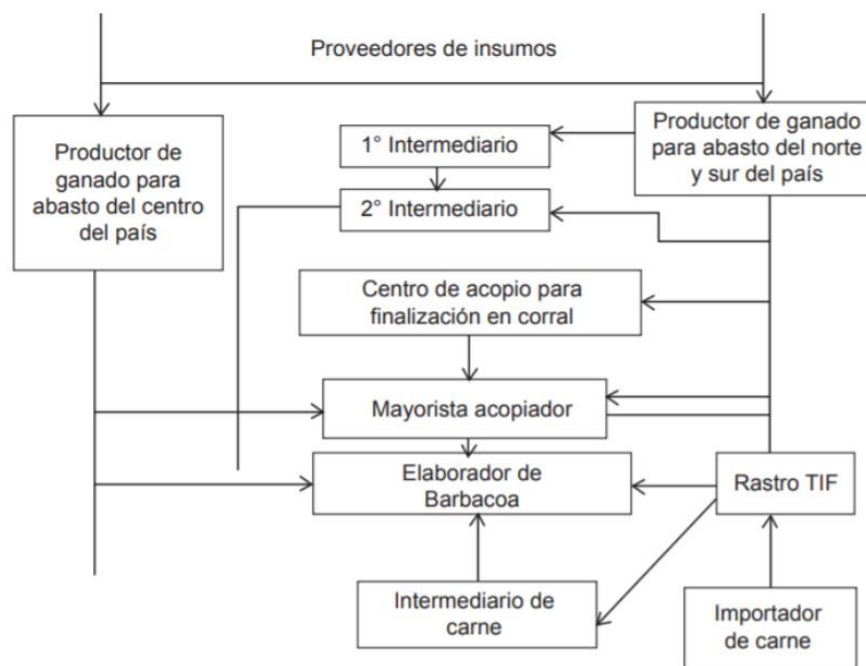 Proveedores de insumos
Productor de
ganado para
abasto del centro
del país
1° Intermediario
2° Intermediario
Productor de ganado
para abasto del norte
y sur del país
Centro de acopio para
finalización en corral
Mayorista acopiador
Elaborador de
Barbacoa
Rastro TIF
Intermediario de
carne
Importador
de carne